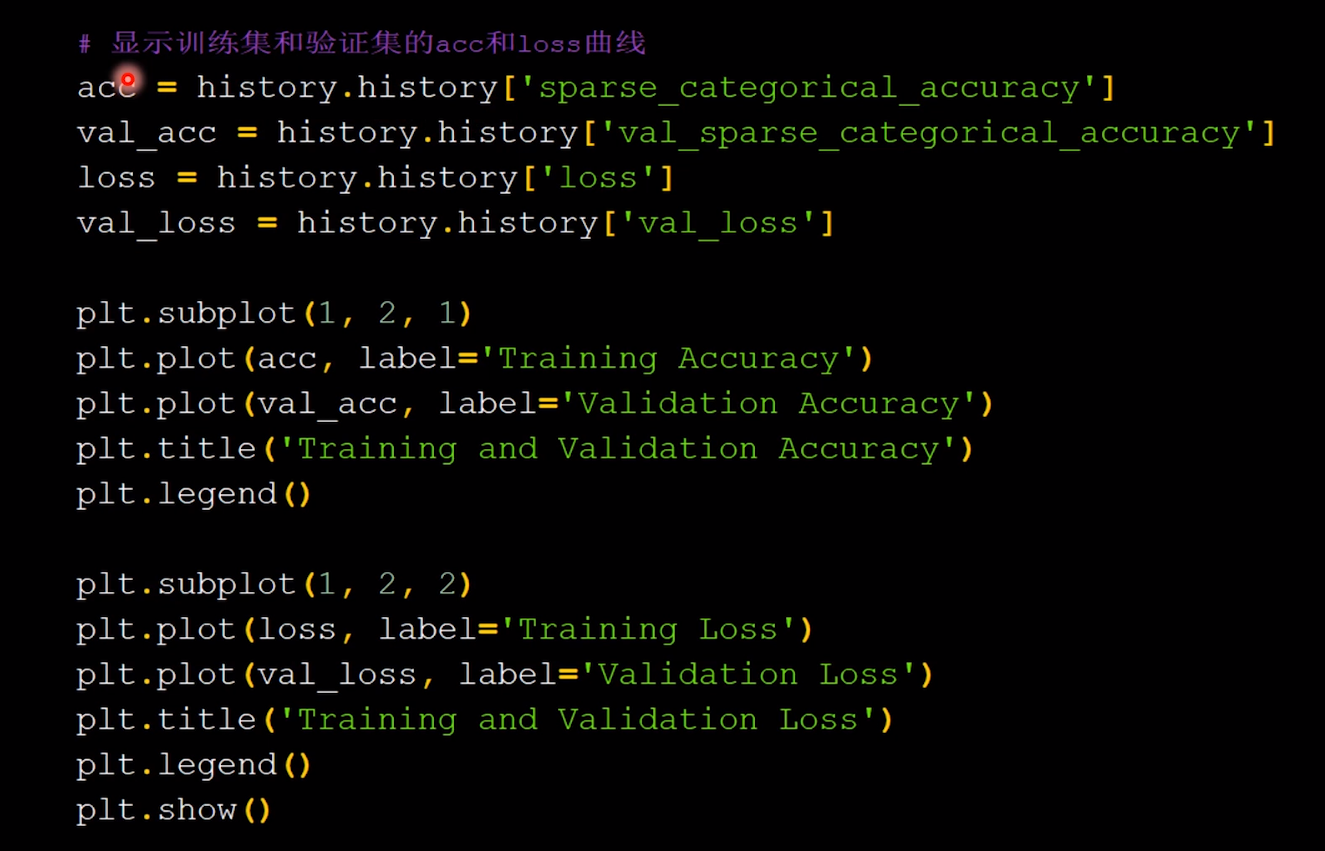 # 显示训练集和验证集的acc和loss曲线
acc = history.history['sparse_categorical_accuracy']
val_acc = history.history['val_sparse_categorical_accuracy']
loss = history.history['loss']
val_loss = history.history['val_loss']
plt.subplot(1, 2, 1)
plt.plot(acc, label='Training Accuracy')
plt.plot(val_acc, label='Validation Accuracy')
plt.title('Training and Validation Accuracy')
plt.legend()
plt.subplot(1, 2, 2)
plt.plot(loss, label='Training Loss')
plt.plot(val_loss, label='Validation Loss')
plt.title('Training and Validation Loss')
plt.legend()
plt.show()